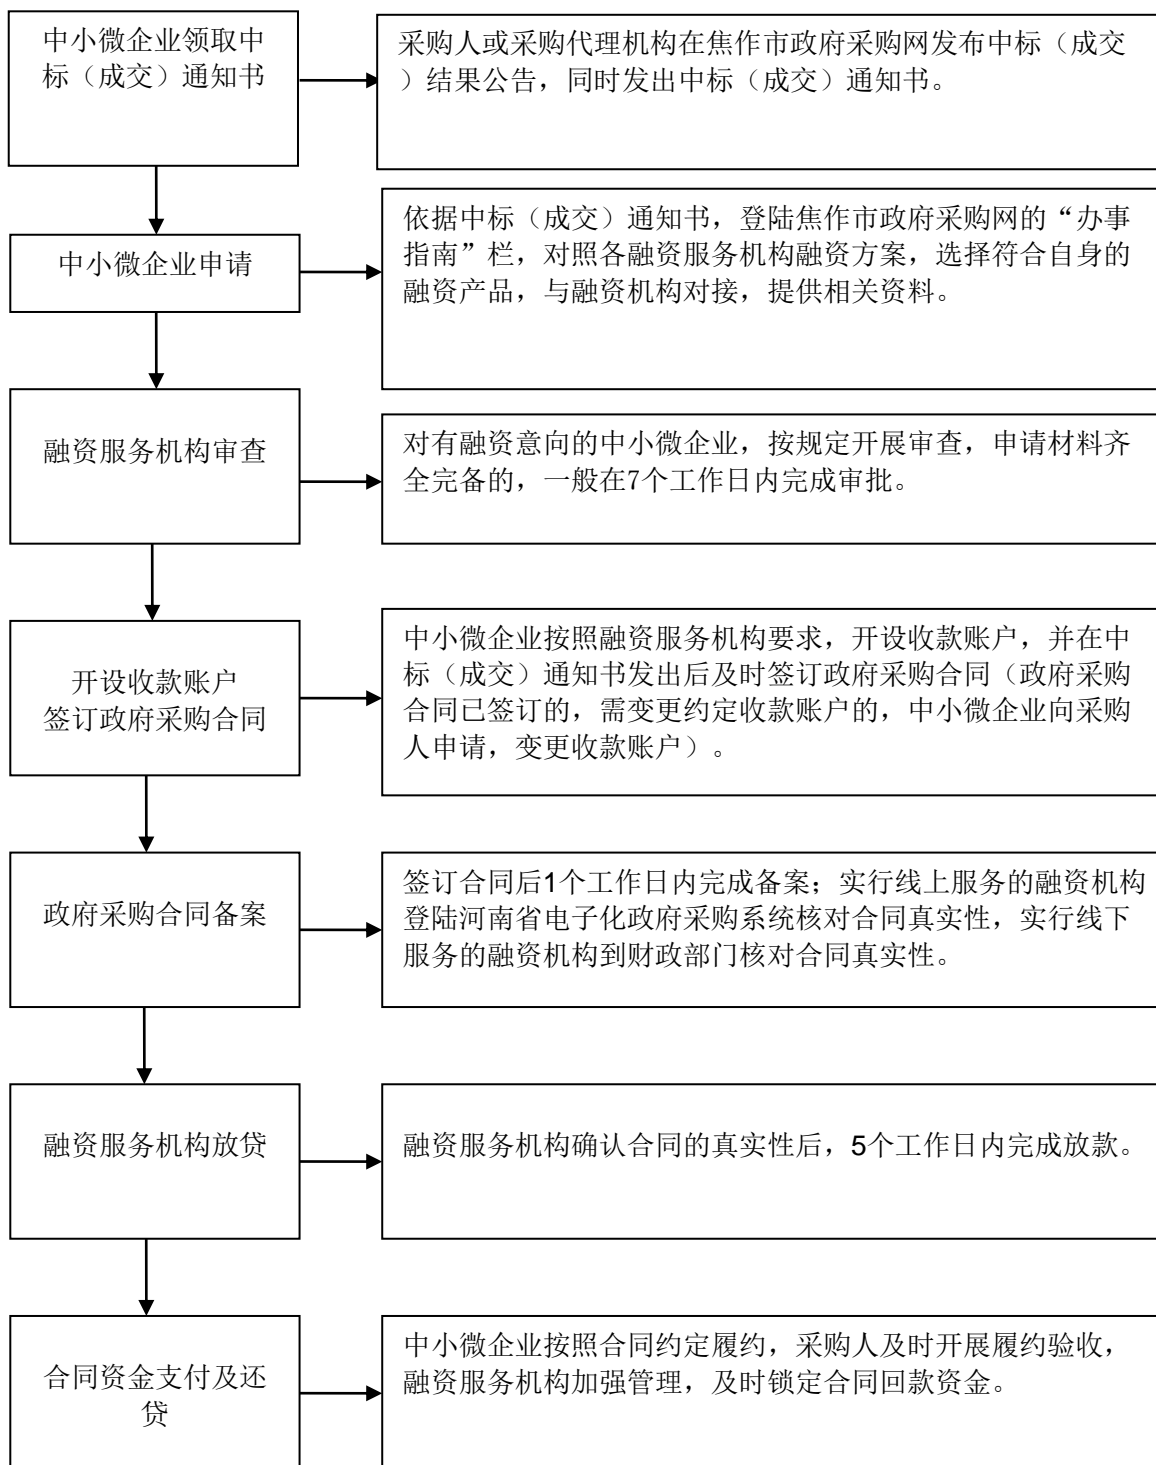 中小微企业领取中
标（成交）通知书
采购人或采购代理机构在焦作市政府采购网发布中标（成交
）结果公告，同时发出中标（成交）通知书。
中小微企业申请
依据中标（成交）通知书，登陆焦作市政府采购网的“办事
指南”栏，对照各融资服务机构融资方案，选择符合自身的
融资产品，与融资机构对接，提供相关资料。
融资服务机构审查
对有融资意向的中小微企业，按规定开展审查，申请材料齐
全完备的，一般在7个工作日内完成审批。
开设收款账户
签订政府采购合同
中小微企业按照融资服务机构要求，开设收款账户，并在中
标（成交）通知书发出后及时签订政府采购合同（政府采购
合同已签订的，需变更约定收款账户的，中小微企业向采购
人申请，变更收款账户）。
政府采购合同备案
签订合同后1个工作日内完成备案；实行线上服务的融资机构
登陆河南省电子化政府采购系统核对合同真实性，实行线下
服务的融资机构到财政部门核对合同真实性。
融资服务机构放贷
融资服务机构确认合同的真实性后，5个工作日内完成放款。
合同资金支付及还
贷
中小微企业按照合同约定履约，采购人及时开展履约验收，
融资服务机构加强管理，及时锁定合同回款资金。